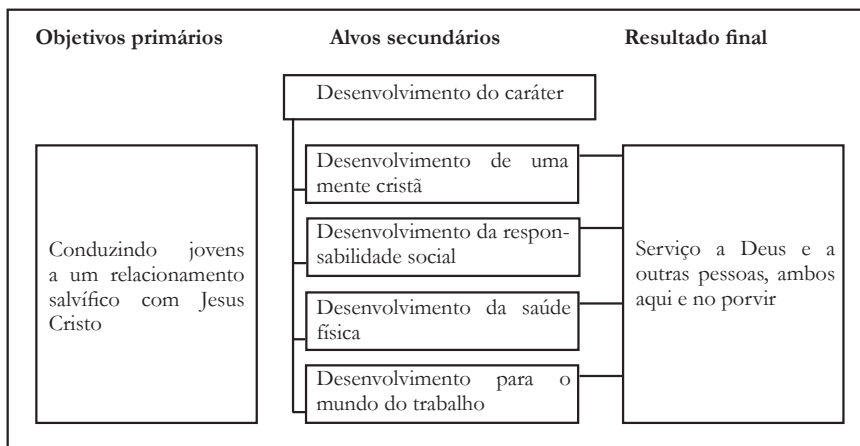 Objetivos primários
Alvos secundários
Resultado final
Desenvolvimento do caráter
Conduzindo jovens
a um relacionamento
salvífico com Jesus
Cristo
Desenvolvimento de uma
mente cristã
Desenvolvimento da respon-
sabilidade social
Desenvolvimento da saúde
física
Desenvolvimento para o
mundo do trabalho
Serviço a Deus e a
outras pessoas, ambos
aqui e no porvir